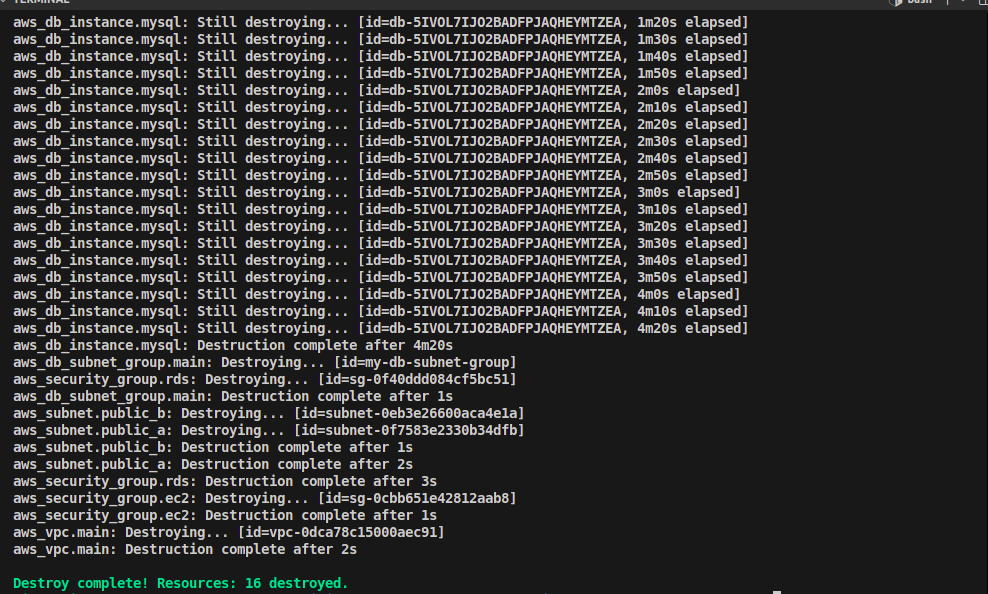 TERMINAL
bash
aws_db_instance.mysql: Still destroying... [id=db-5IVOL7IJO2BADFPJAQHEYMTZEA, 1m20s elapsed]
aws_db_instance.mysql: Still destroying... [id=db-5IVOL7IJO2BADFPJAQHEYMTZEA, 1m30s elapsed]
aws_db_instance.mysql: Still destroying... [id=db-5IVOL7IJO2BADFPJAQHEYMTZEA, 1m40s elapsed]
aws_db_instance.mysql: Still destroying... [id=db-5IVOL7IJO2BADFPJAQHEYMTZEA, 1m50s elapsed]
aws_db_instance.mysql: Still destroying... [id=db-5IVOL7IJO2BADFPJAQHEYMTZEA, 2m0s elapsed]
aws_db_instance.mysql: Still destroying... [id=db-5IVOL7IJO2BADFPJAQHEYMTZEA, 2m10s elapsed]
aws_db_instance.mysql: Still destroying... [id=db-5IVOL7IJO2BADFPJAQHEYMTZEA, 2m20s elapsed]
aws_db_instance.mysql: Still destroying... [id=db-5IVOL7IJO2BADFPJAQHEYMTZEA, 2m30s elapsed]
aws_db_instance.mysql: Still destroying... [id=db-5IVOL7IJO2BADFPJAQHEYMTZEA, 2m40s elapsed]
aws_db_instance.mysql: Still destroying... [id=db-5IVOL7IJO2BADFPJAQHEYMTZEA, 2m50s elapsed]
aws_db_instance.mysql: Still destroying... [id=db-5IVOL7IJO2BADFPJAQHEYMTZEA, 3m0s elapsed]
aws_db_instance.mysql: Still destroying... [id=db-5IVOL7IJO2BADFPJAQHEYMTZEA, 3m10s elapsed]
aws_db_instance.mysql: Still destroying... [id=db-5IVOL7IJO2BADFPJAQHEYMTZEA, 3m20s elapsed]
aws_db_instance.mysql: Still destroying... [id=db-5IVOL7IJO2BADFPJAQHEYMTZEA, 3m30s elapsed]
aws_db_instance.mysql: Still destroying... [id=db-5IVOL7IJO2BADFPJAQHEYMTZEA, 3m40s elapsed]
aws_db_instance.mysql: Still destroying... [id=db-5IVOL7IJO2BADFPJAQHEYMTZEA, 3m50s elapsed]
aws_db_instance.mysql: Still destroying... [id=db-5IVOL7IJO2BADFPJAQHEYMTZEA, 4m0s elapsed]
aws_db_instance.mysql: Still destroying... [id=db-5IVOL7IJO2BADFPJAQHEYMTZEA, 4m10s elapsed]
aws_db_instance.mysql: Still destroying... [id=db-5IVOL7IJO2BADFPJAQHEYMTZEA, 4m20s elapsed]
aws_db_instance.mysql: Destruction complete after 4m20s
aws_db_subnet_group.main: Destroying... [id=my-db-subnet-group]
aws_security_group.rds: Destroying... [id=sg-0f40ddd084cf5bc51]
aws_db_subnet_group.main: Destruction complete after 1s
aws_subnet.public_b: Destroying... [id=subnet-0eb3e26600aca4e1a]
aws_subnet.public_a: Destroying... [id=subnet-0f7583e2330b34dfb]
aws_subnet.public_b: Destruction complete after 1s
aws_subnet.public_a: Destruction complete after 2s
aws_security_group.rds: Destruction complete after 3s
aws_security_group.ec2: Destroying... [id=sg-0cbb651e42812aab8]
aws_security_group.ec2: Destruction complete after 1s
aws_vpc.main: Destroying... [id=vpc-0dca78c15000aec91]
aws_vpc.main: Destruction complete after 2s
Destroy complete! Resources: 16 destroyed.